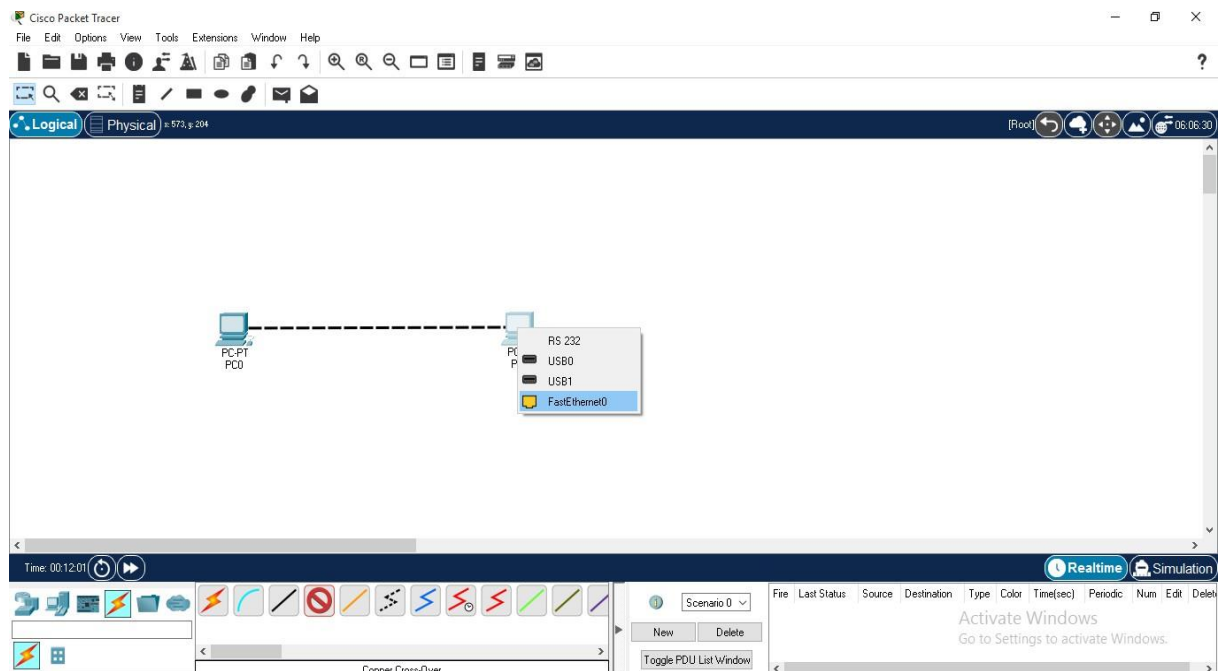 Cisco Packet Tracer
File Edit Options View Tools Extensions Window Help
?
Logical Physical x: 573, y: 204 [Root] 06:06:30
RS 232
USB0
USB1
FastEthernet0
PC-PT
PC0
Time: 00:12:01 Realtime Simulation
Scenario 0
New Delete
Toggle PDU List Window
Fire Last Status Source Destination Type Color Time(sec) Periodic Num Edit Delet
Activate Windows
Go to Settings to activate Windows.
Copper Cross-Over